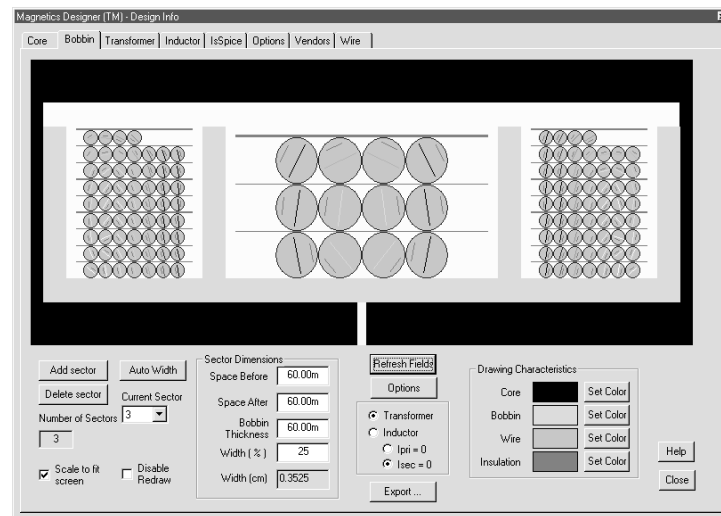 Magnetics Designer (TM) - Design Info
Core Bobbin Transformer Inductor IsSpice Options Vendors Wire
Add sector
Auto Width
Delete sector
Current Sector
3
Number of Sectors
3
Scale to fit
screen
Disable
Redraw
Sector Dimensions
Space Before 60.00m
Space After 60.00m
Bobbin
Thickness 60.00m
Width ( % ) 25
Width (cm) 0.3525
Refresh Fields
Options
Transformer
Inductor
Ipri = 0
Isec = 0
Export ...
Drawing Characteristics
Core Set Color
Bobbin Set Color
Wire Set Color
Insulation Set Color
Help
Close